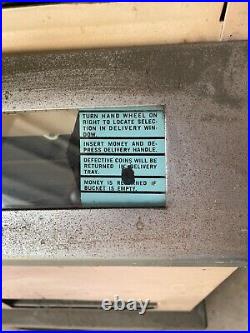 TURN HAND WHEEL ON
RIGHT TO LOCATE SELEC-
TION IN DELIVERY WIN-
DOW.
INSERT MONEY AND DE-
PRESS DELIVERY HANDLE.
DEFECTIVE COINS WILL BE
RETURNED IN DELIVERY
TRAY.
MONEY IS RETURNED IF
BUCKET IS EMPTY.